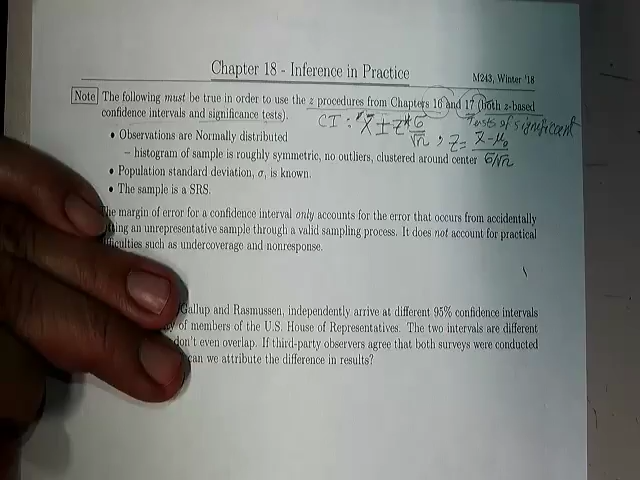 Chapter 18 - Inference in Practice
M243, Winter '18
Note The following must be true in order to use the z procedures from Chapters 16 and 17 (both z-based
confidence intervals and significance tests).
CI : x̄ ± z* σ/√n , z = x̄ - μ₀ / σ/√n
Tests of significant
• Observations are Normally distributed
– histogram of sample is roughly symmetric, no outliers, clustered around center
• Population standard deviation, σ, is known.
• The sample is a SRS.
The margin of error for a confidence interval only accounts for the error that occurs from accidentally
an unrepresentative sample through a valid sampling process. It does not account for practical
such as undercoverage and nonresponse.
Gallup and Rasmussen, independently arrive at different 95% confidence intervals
of members of the U.S. House of Representatives. The two intervals are different
don't even overlap. If third-party observers agree that both surveys were conducted
can we attribute the difference in results?